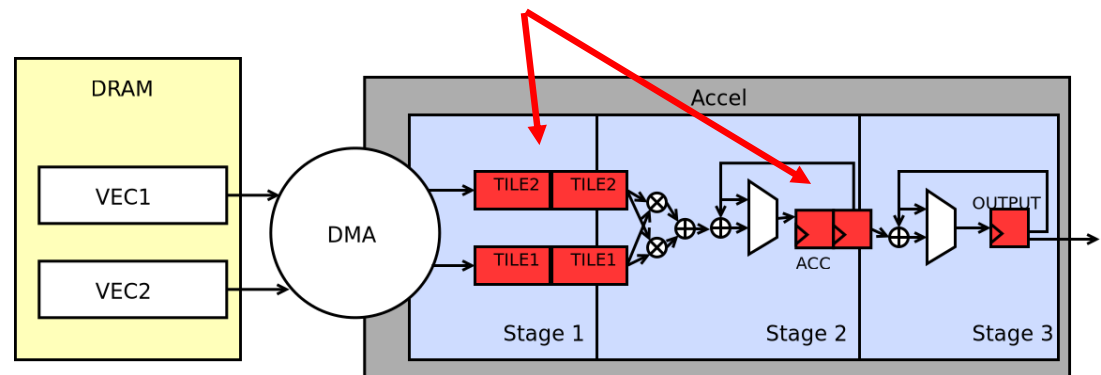 DRAM
VEC1
VEC2
DMA
Accel
TILE2 TILE2
TILE1 TILE1
Stage 1
ACC
Stage 2
OUTPUT
Stage 3